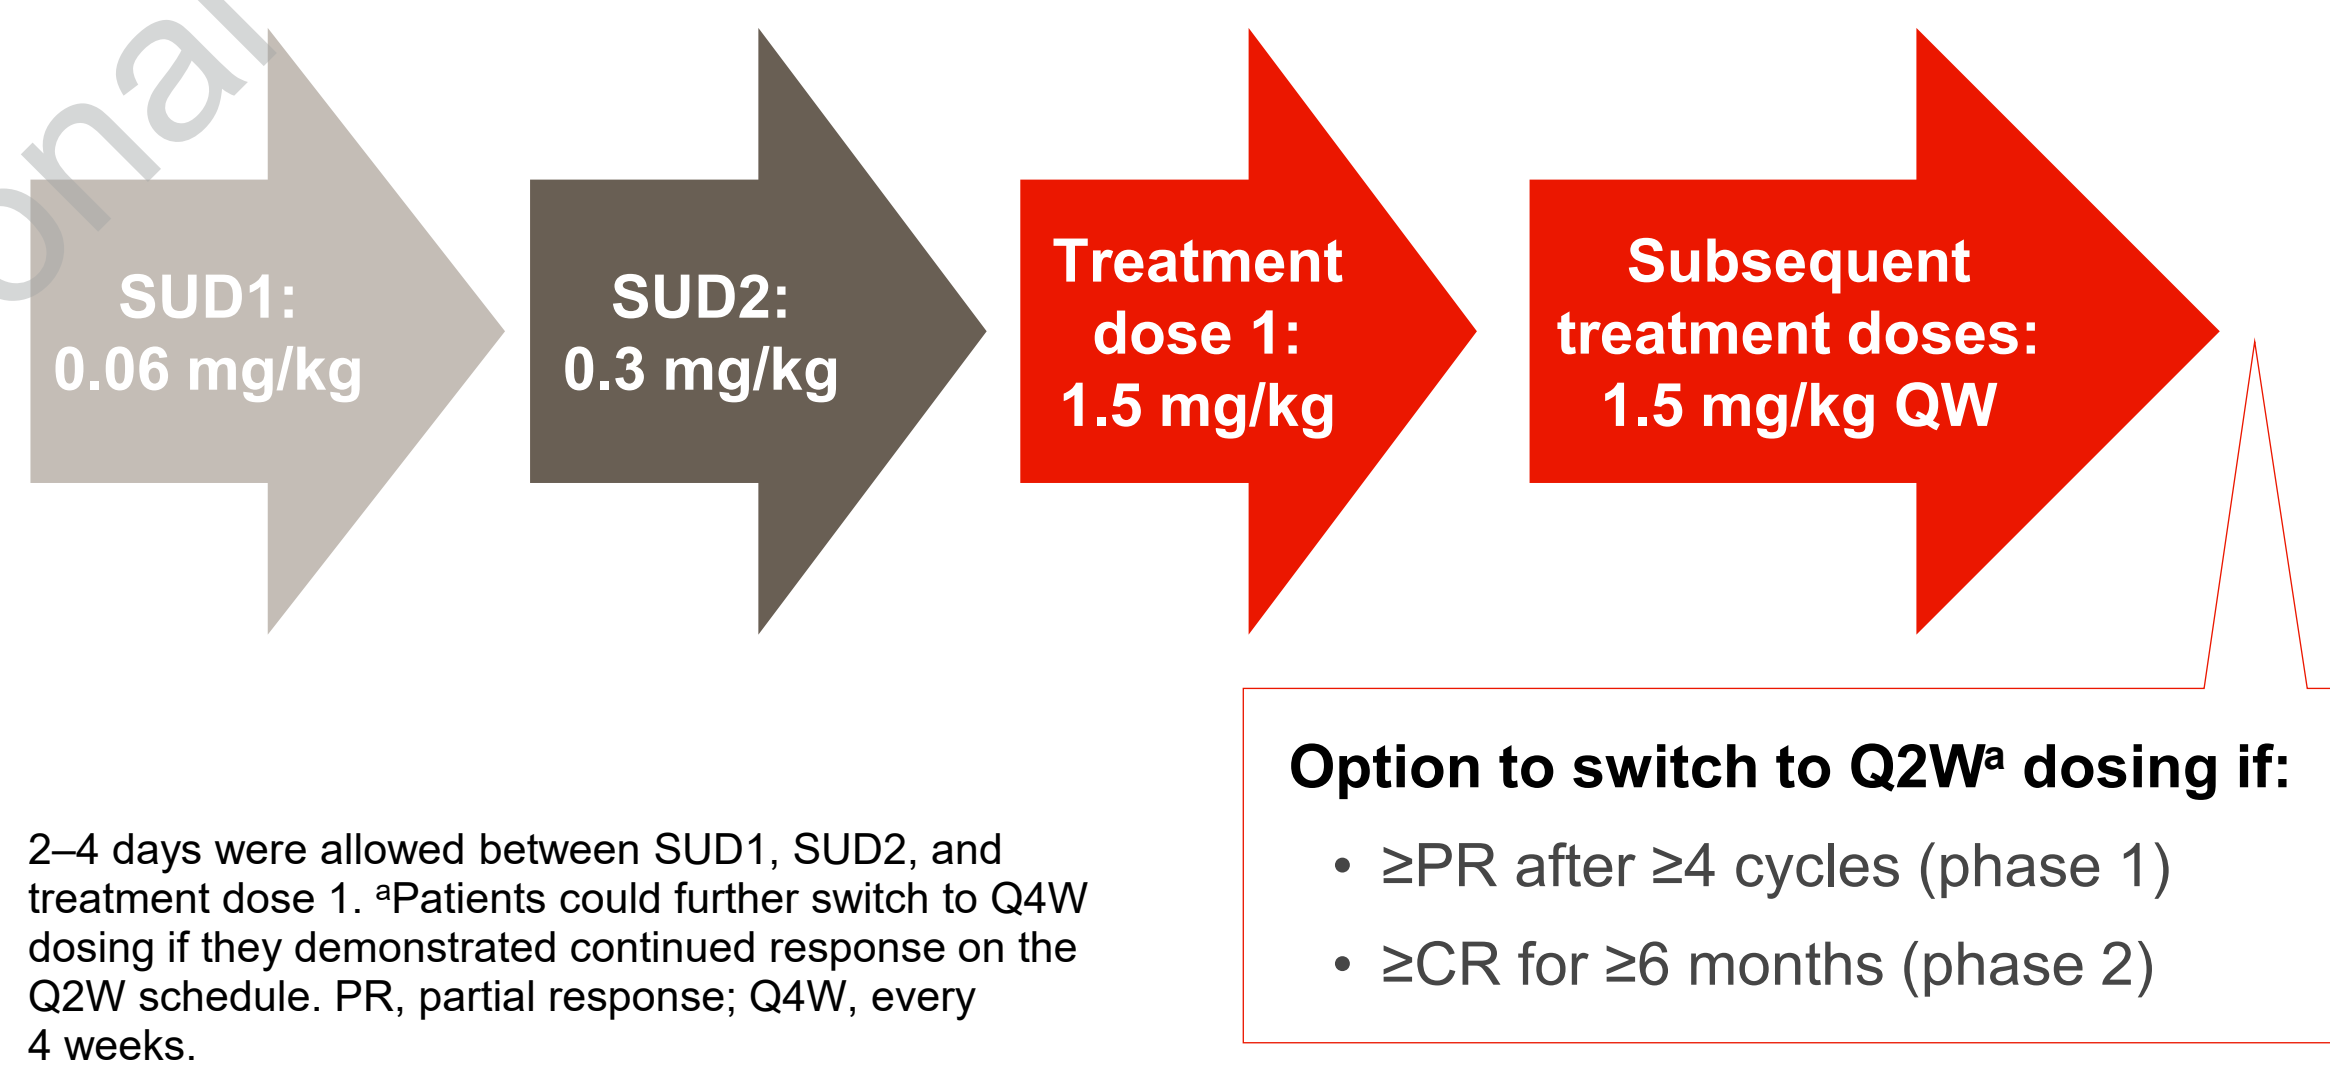 SUD1:
0.06 mg/kg
SUD2:
0.3 mg/kg
Treatment
dose 1:
1.5 mg/kg
Subsequent
treatment doses:
1.5 mg/kg QW
Option to switch to Q2Wᵃ dosing if:
• ≥PR after ≥4 cycles (phase 1)
• ≥CR for ≥6 months (phase 2)
2–4 days were allowed between SUD1, SUD2, and
treatment dose 1. ᵃPatients could further switch to Q4W
dosing if they demonstrated continued response on the
Q2W schedule. PR, partial response; Q4W, every
4 weeks.